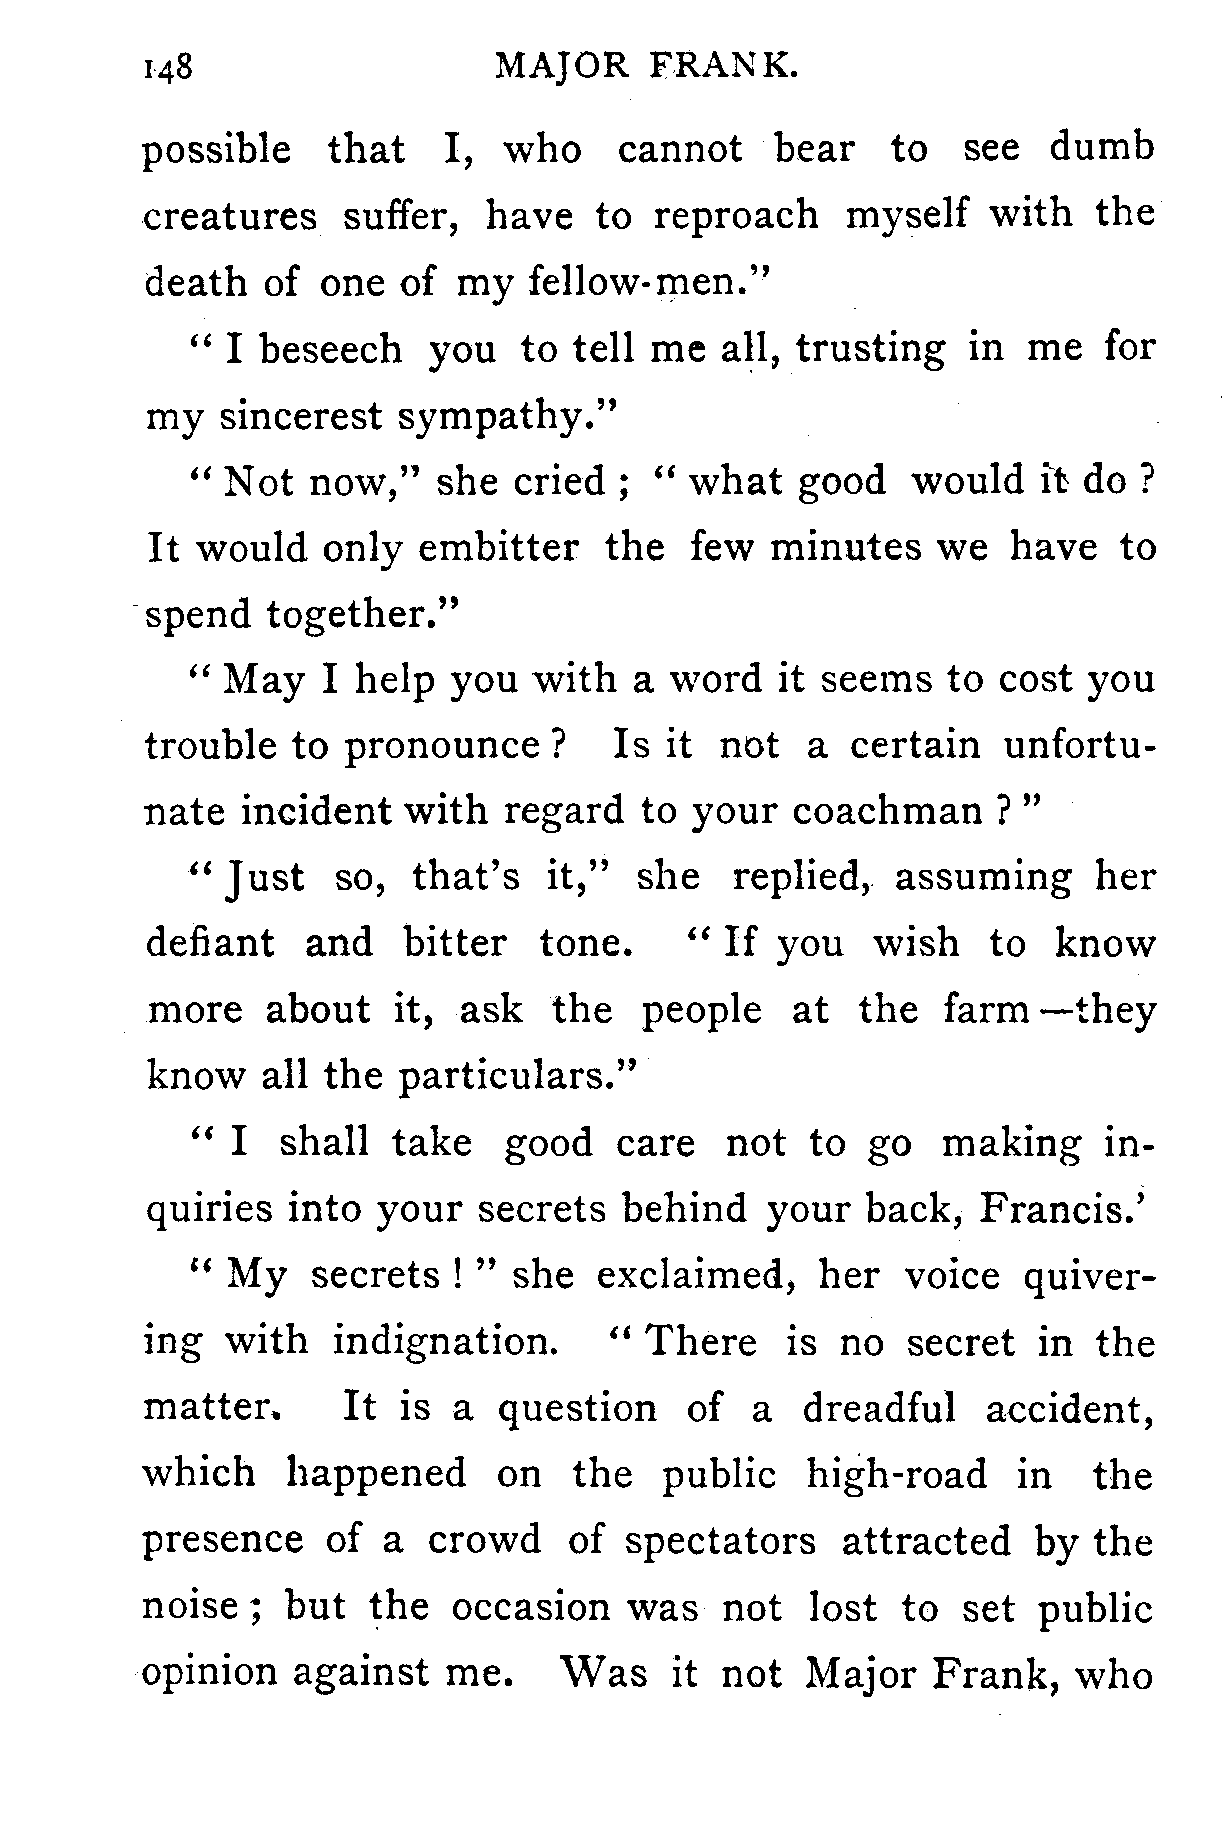 148 MAJOR FRANK.
possible that I, who cannot bear to see dumb
creatures suffer, have to reproach myself with the
death of one of my fellow-men."
" I beseech you to tell me all, trusting in me for
my sincerest sympathy."
" Not now," she cried ; " what good would it do ?
It would only embitter the few minutes we have to
spend together."
" May I help you with a word it seems to cost you
trouble to pronounce ? Is it not a certain unfortu-
nate incident with regard to your coachman ? "
" Just so, that's it," she replied, assuming her
defiant and bitter tone. " If you wish to know
more about it, ask the people at the farm—they
know all the particulars."
" I shall take good care not to go making in-
quiries into your secrets behind your back, Francis.'
" My secrets ! " she exclaimed, her voice quiver-
ing with indignation. " There is no secret in the
matter. It is a question of a dreadful accident,
which happened on the public high-road in the
presence of a crowd of spectators attracted by the
noise ; but the occasion was not lost to set public
opinion against me. Was it not Major Frank, who